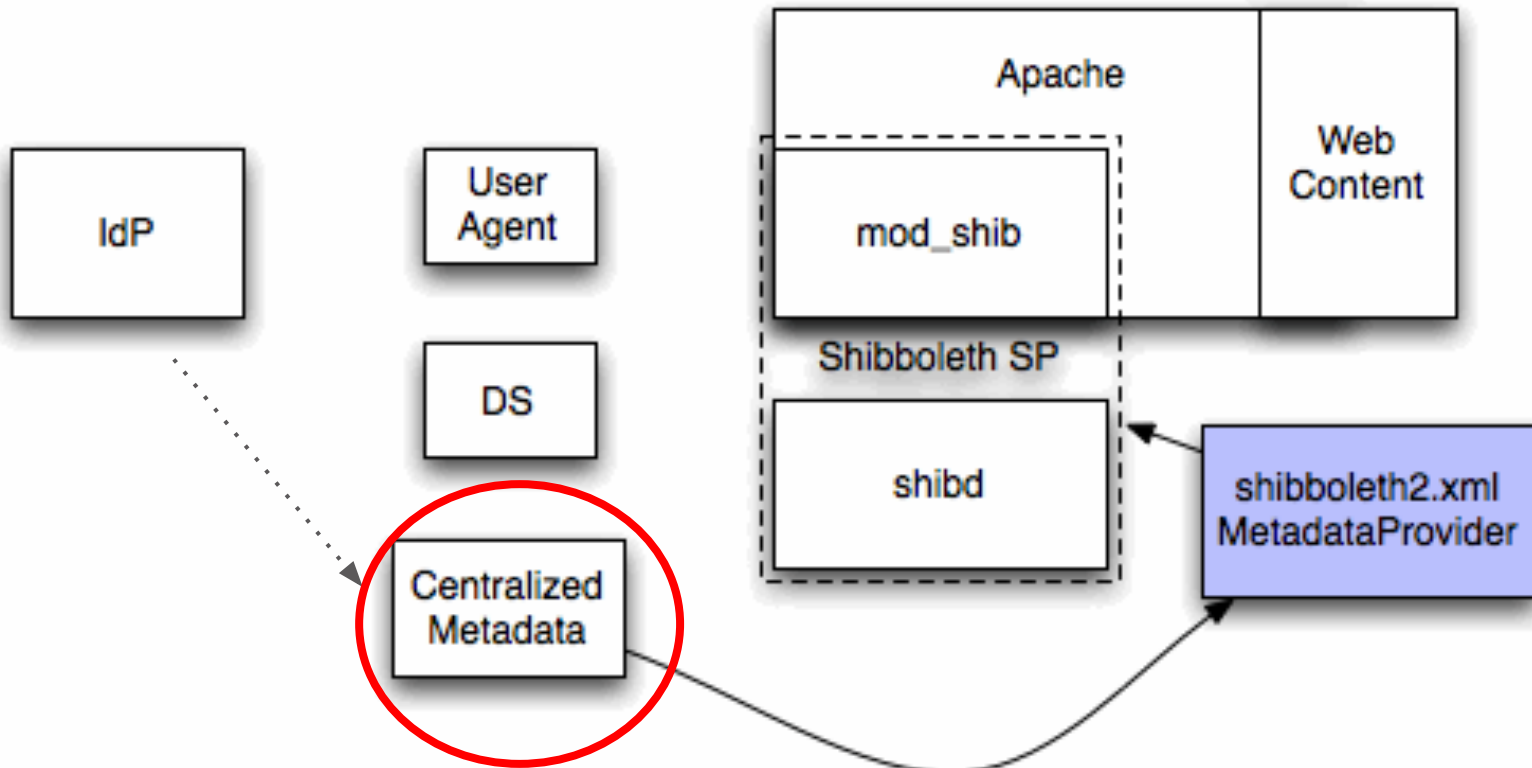 Apache
Web
Content
IdP
User
Agent
mod_shib
Shibboleth SP
DS
shibd
shibboleth2.xml
MetadataProvider
Centralized
Metadata